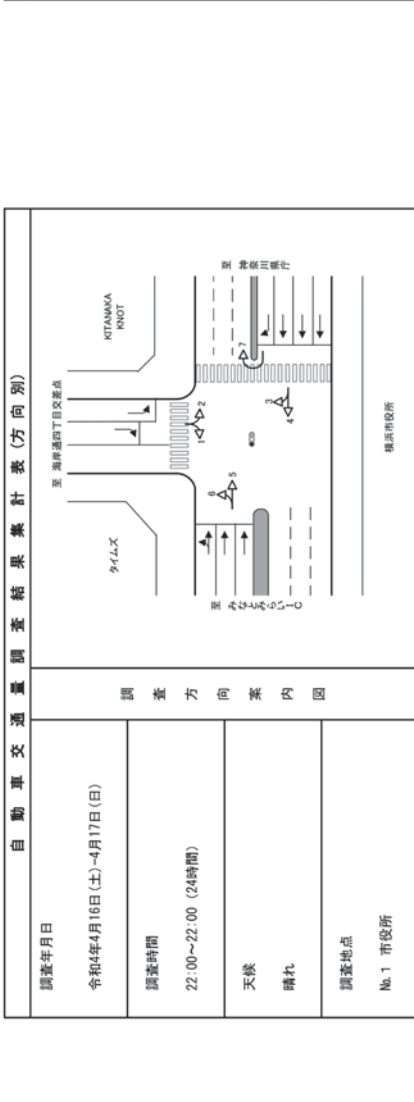 自動車交通量調査結果集計表(方向別)
調査年月日
令和4年4月16日(土)-4月17日(日)
調査時間
22:00~22:00 (24時間)
天候
晴れ
調査地点
№1 市役所
調査方向案内図
至 海岸通四丁目交差点
タイムズ
KITANAKA
KNOT
1
2
6
5
7
3
4
至 みなとみらいIC
至 神奈川県庁
横浜市役所